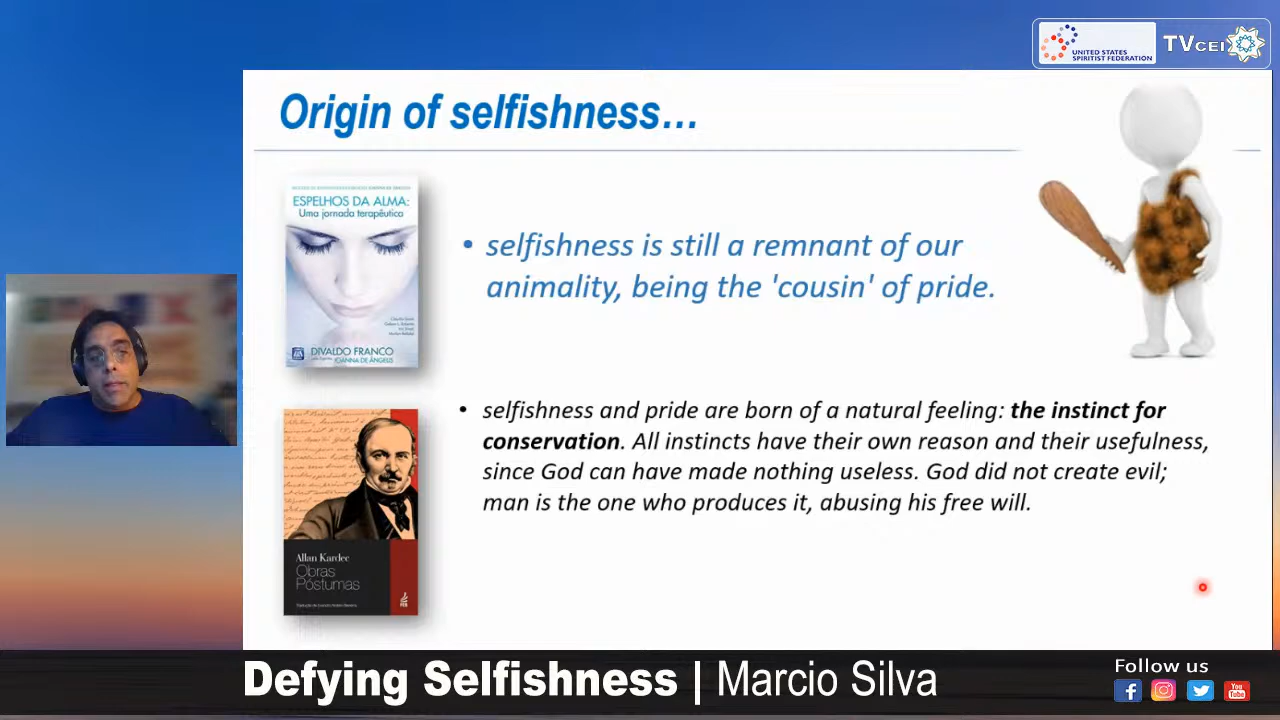 UNITED STATES
SPIRITIST FEDERATION
TVCEI
Origin of selfishness...
ESPELHOS DA ALMA:
Uma jornada terapêutica
DIVALDO FRANCO
JOANNA DE ÂNGELIS
• selfishness is still a remnant of our
animality, being the 'cousin' of pride.
• selfishness and pride are born of a natural feeling: the instinct for
conservation. All instincts have their own reason and their usefulness,
since God can have made nothing useless. God did not create evil;
man is the one who produces it, abusing his free will.
Allan Kardec
Obras
Póstumas
FEB
Defying Selfishness | Marcio Silva
Follow us
You
Tube